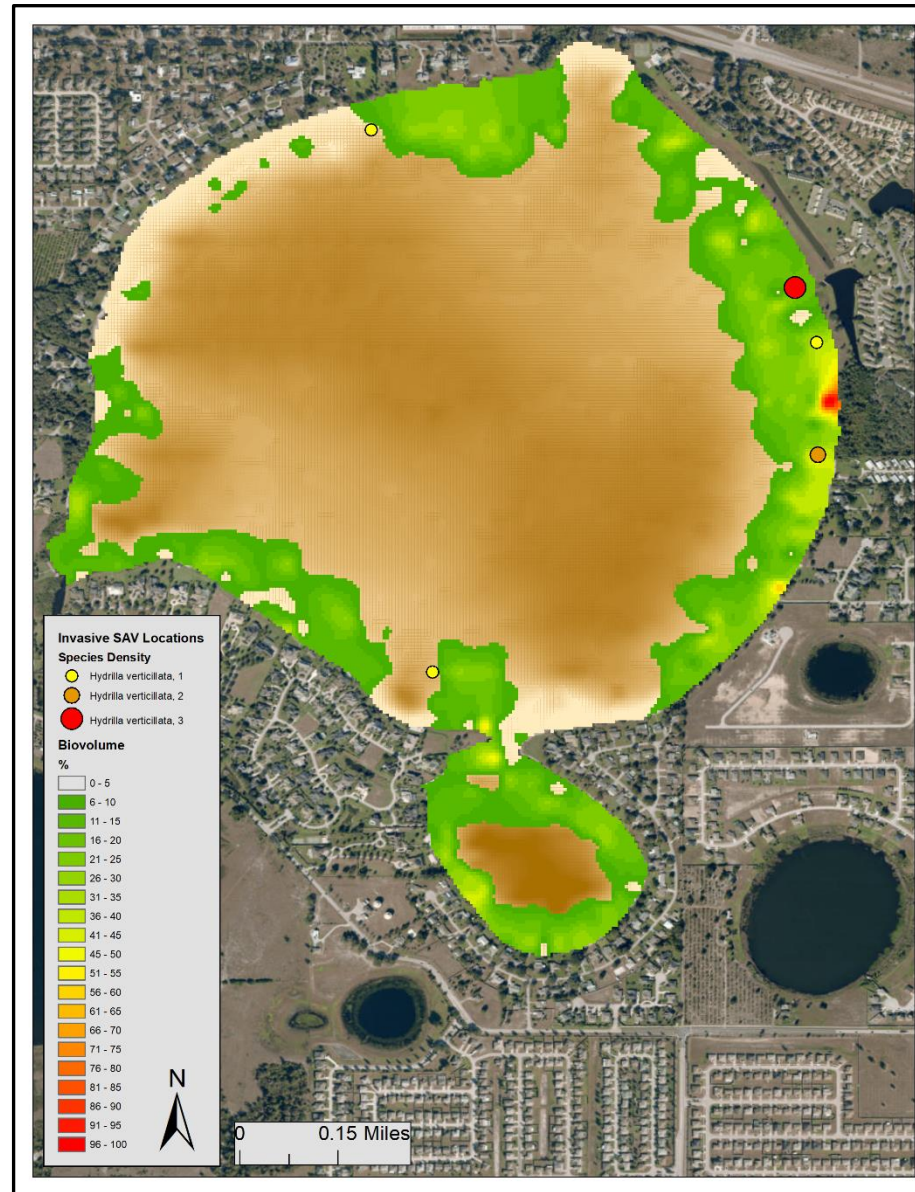 Invasive SAV Locations
Species Density
Hydrilla verticillata, 1
Hydrilla verticillata, 2
Hydrilla verticillata, 3
Biovolume
%
0 - 5
6 - 10
11 - 15
16 - 20
21 - 25
26 - 30
31 - 35
36 - 40
41 - 45
45 - 50
51 - 55
56 - 60
61 - 65
66 - 70
71 - 75
76 - 80
81 - 85
86 - 90
91 - 95
96 - 100
N
0 0.15 Miles